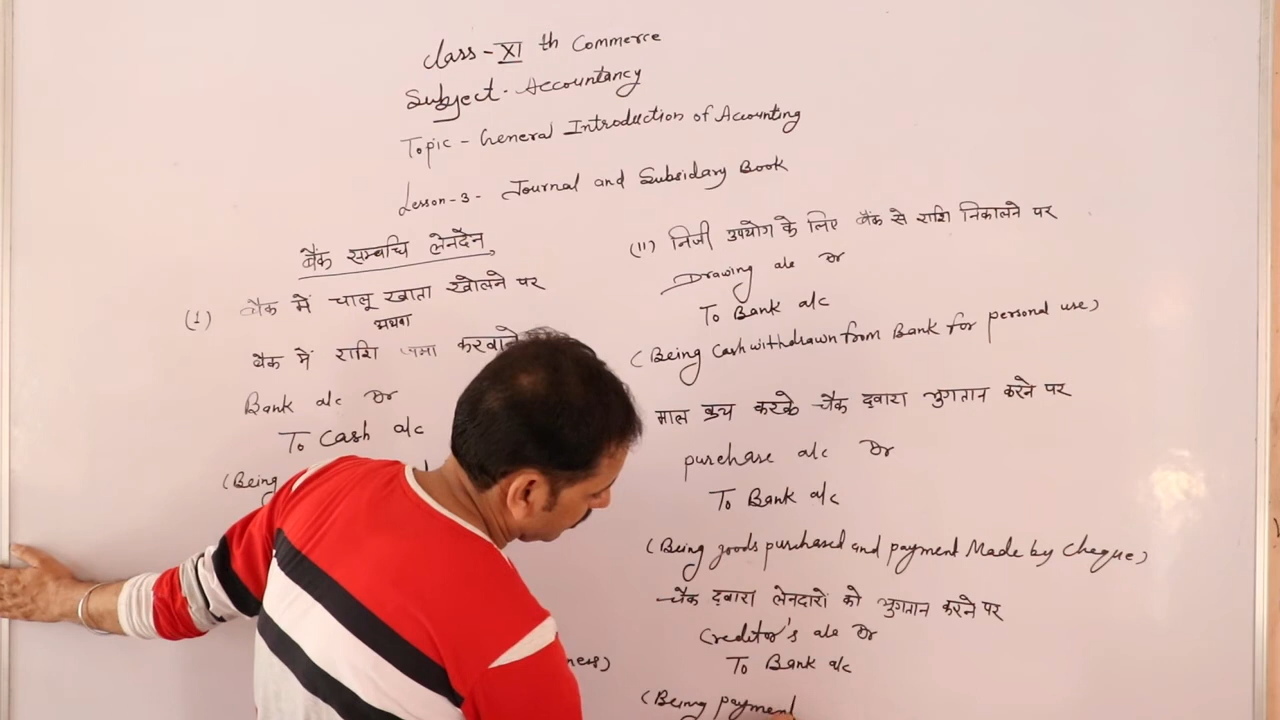 Class - XI th Commerce
Subject - Accountancy
Topic - General Introduction of Accounting
Lesson - 3 - Journal and Subsidary Book
बैंक सम्बधि लेनदेन
(1) बैंक में चालू खाता खोलने पर
अथवा
बैंक में राशि जमा करवाने
Bank a/c Dr
To Cash a/c
(Being
ness)
(11) निजी उपयोग के लिए बैंक से राशि निकालने पर
Drawing a/c Dr
To Bank a/c
(Being Cash withdrawn from Bank for personal use)
माल क्रय करके चैक द्वारा भुगतान करने पर
purchase a/c Dr
To Bank a/c
(Being goods purchased and payment Made by Cheque)
चैक द्वारा लेनदारों को भुगतान करने पर
Creditor's a/c Dr
To Bank a/c
(Being payment